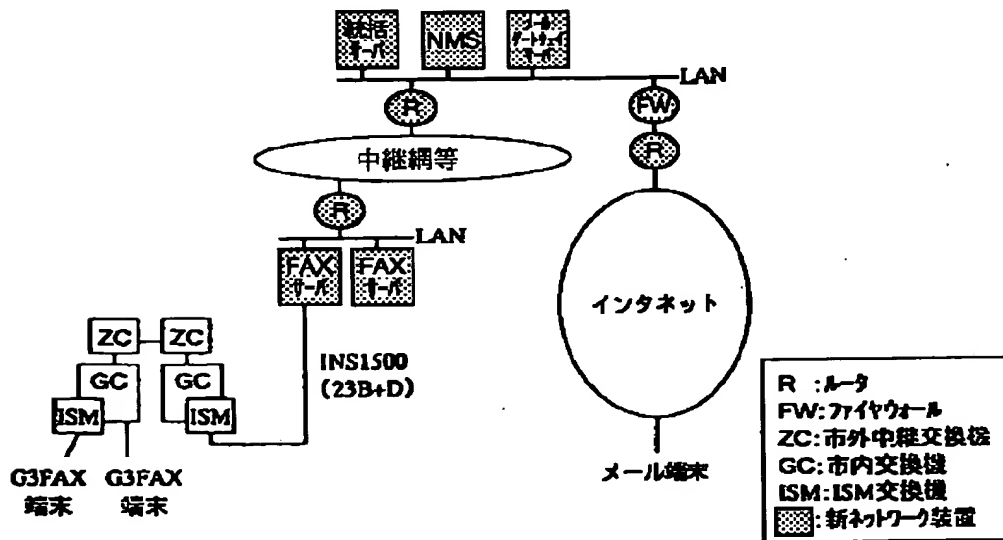 統括
サーバ
NMS
メール
ゲートウェイ
サーバ
LAN
R
FW
中継網等
R
R
LAN
FAX
サーバ
FAX
サーバ
インタネット
ZC
ZC
GC
GC
ISM
ISM
INS1500
(23B+D)
G3FAX
端末
G3FAX
端末
メール端末
R :ルータ
FW:ファイヤウォール
ZC:市外中継交換機
GC:市内交換機
ISM:ISM交換機
:新ネットワーク装置